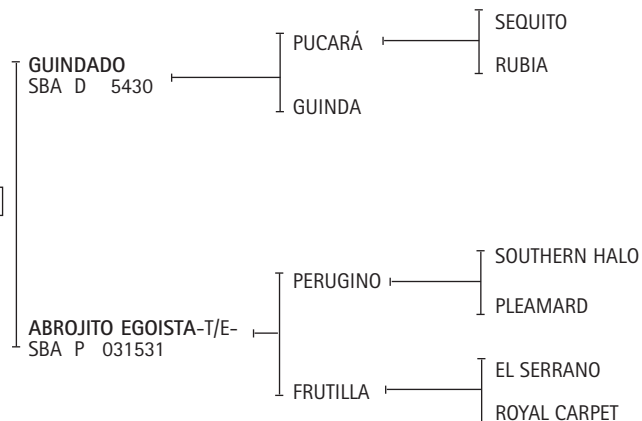 SEQUITO
PUCARÁ
RUBIA
GUINDADO
SBA D 5430
GUINDA
SOUTHERN HALO
PERUGINO
PLEAMARD
ABROJITO EGOISTA-T/E-
SBA P 031531
EL SERRANO
FRUTILLA
ROYAL CARPET